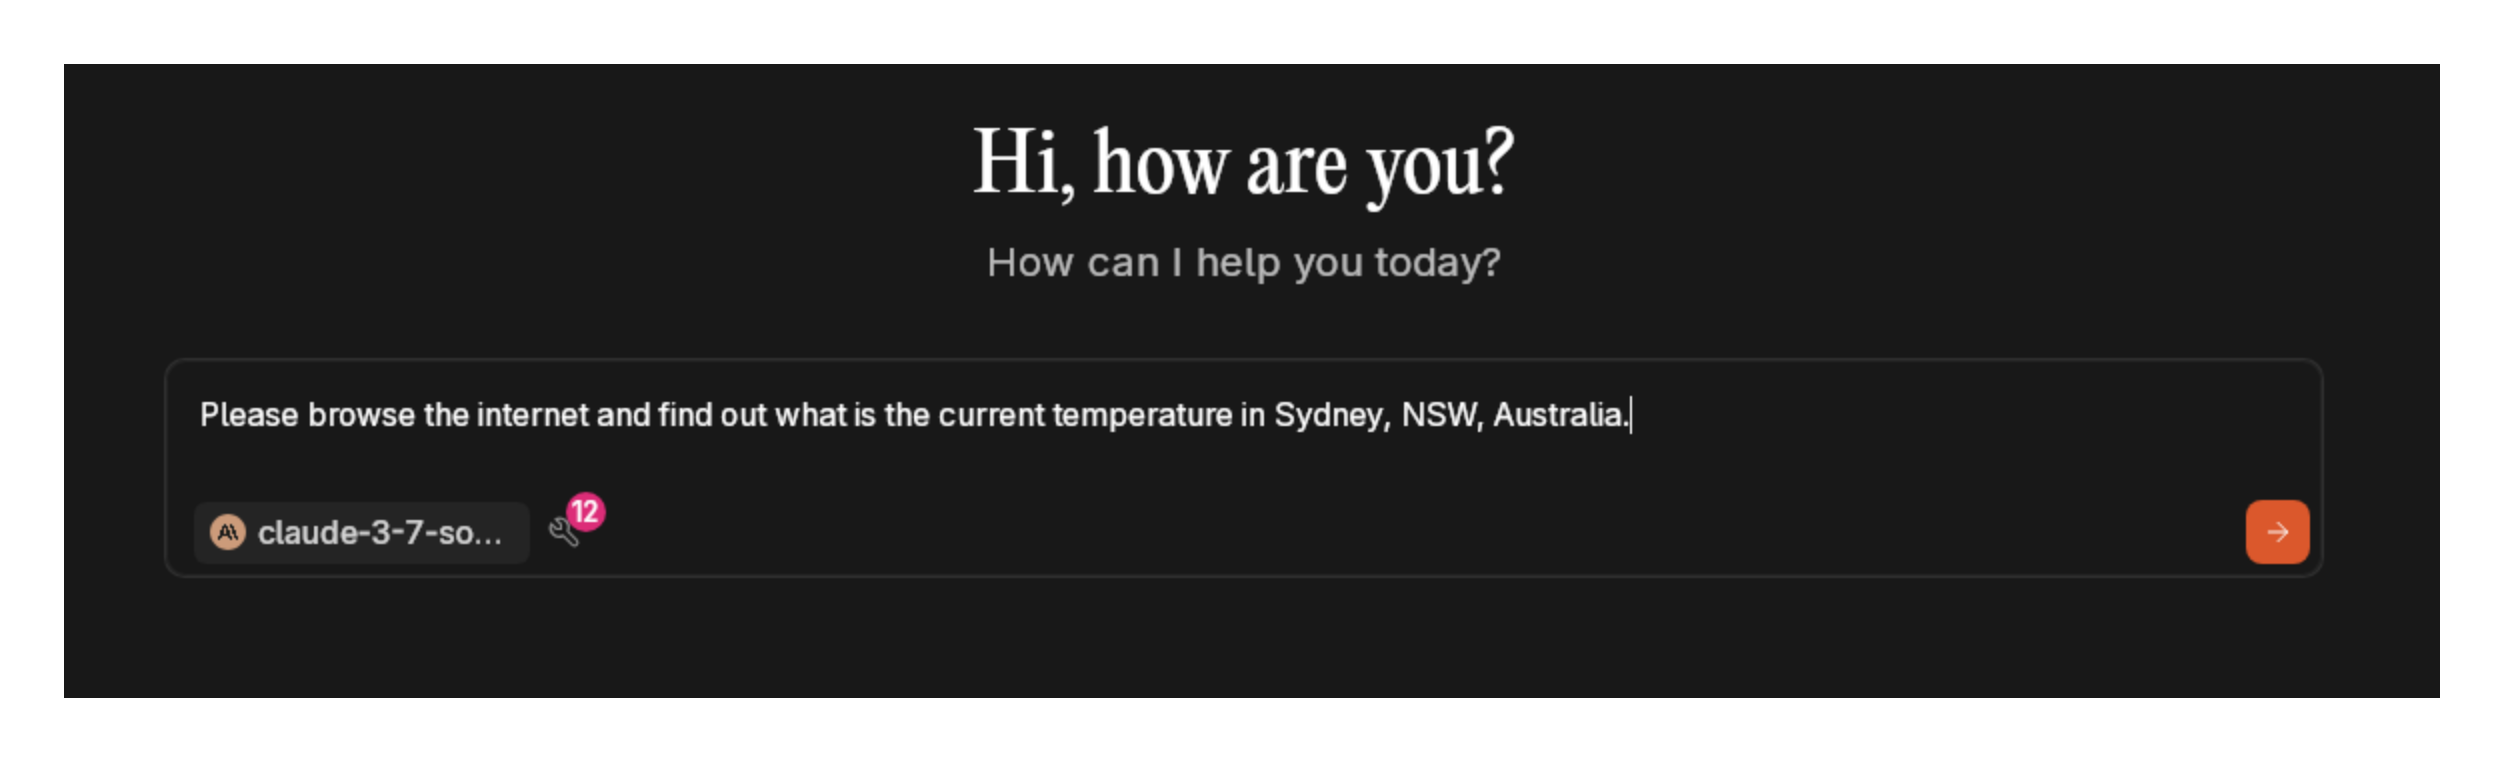 Hi, how are you?
How can I help you today?
Please browse the internet and find out what is the current temperature in Sydney, NSW, Australia.
claude-3-7-so...
12